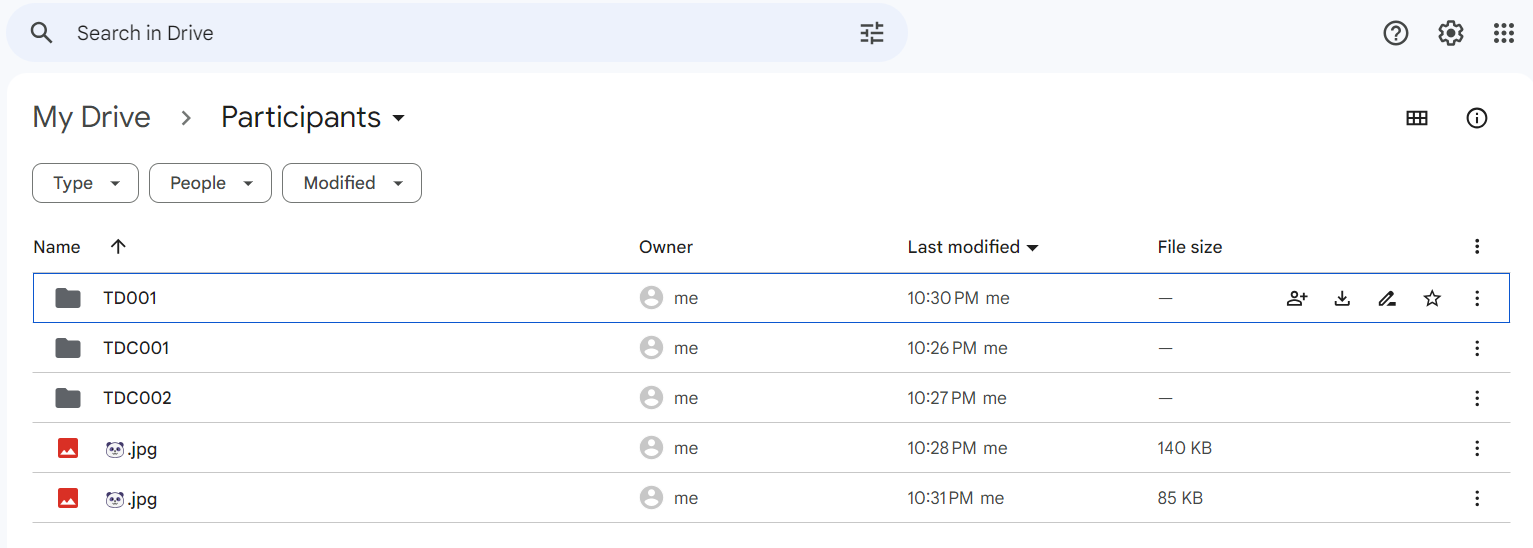 Search in Drive
My Drive > Participants
Type People Modified
Name Owner Last modified File size
TD001 me 10:30 PM me —
TDC001 me 10:26 PM me —
TDC002 me 10:27 PM me —
🐼.jpg me 10:28 PM me 140 KB
🐼.jpg me 10:31 PM me 85 KB